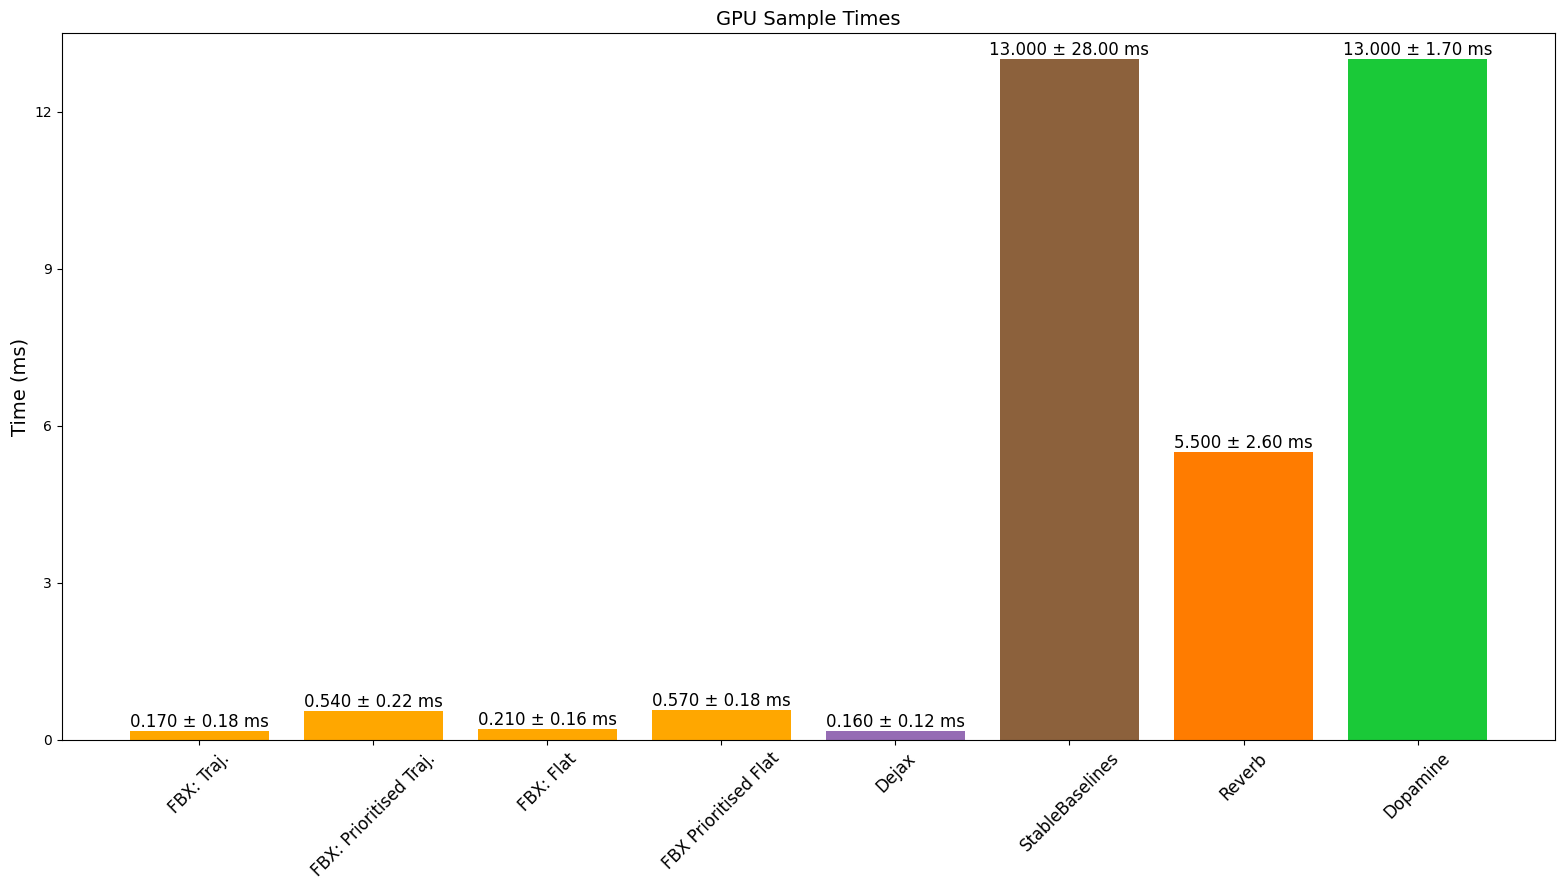 GPU Sample Times
Time (ms)
12
9
6
3
0
0.170 ± 0.18 ms
0.540 ± 0.22 ms
0.210 ± 0.16 ms
0.570 ± 0.18 ms
0.160 ± 0.12 ms
13.000 ± 28.00 ms
5.500 ± 2.60 ms
13.000 ± 1.70 ms
FBX: Traj.
FBX: Prioritised Traj.
FBX: Flat
FBX Prioritised Flat
Dejax
StableBaselines
Reverb
Dopamine